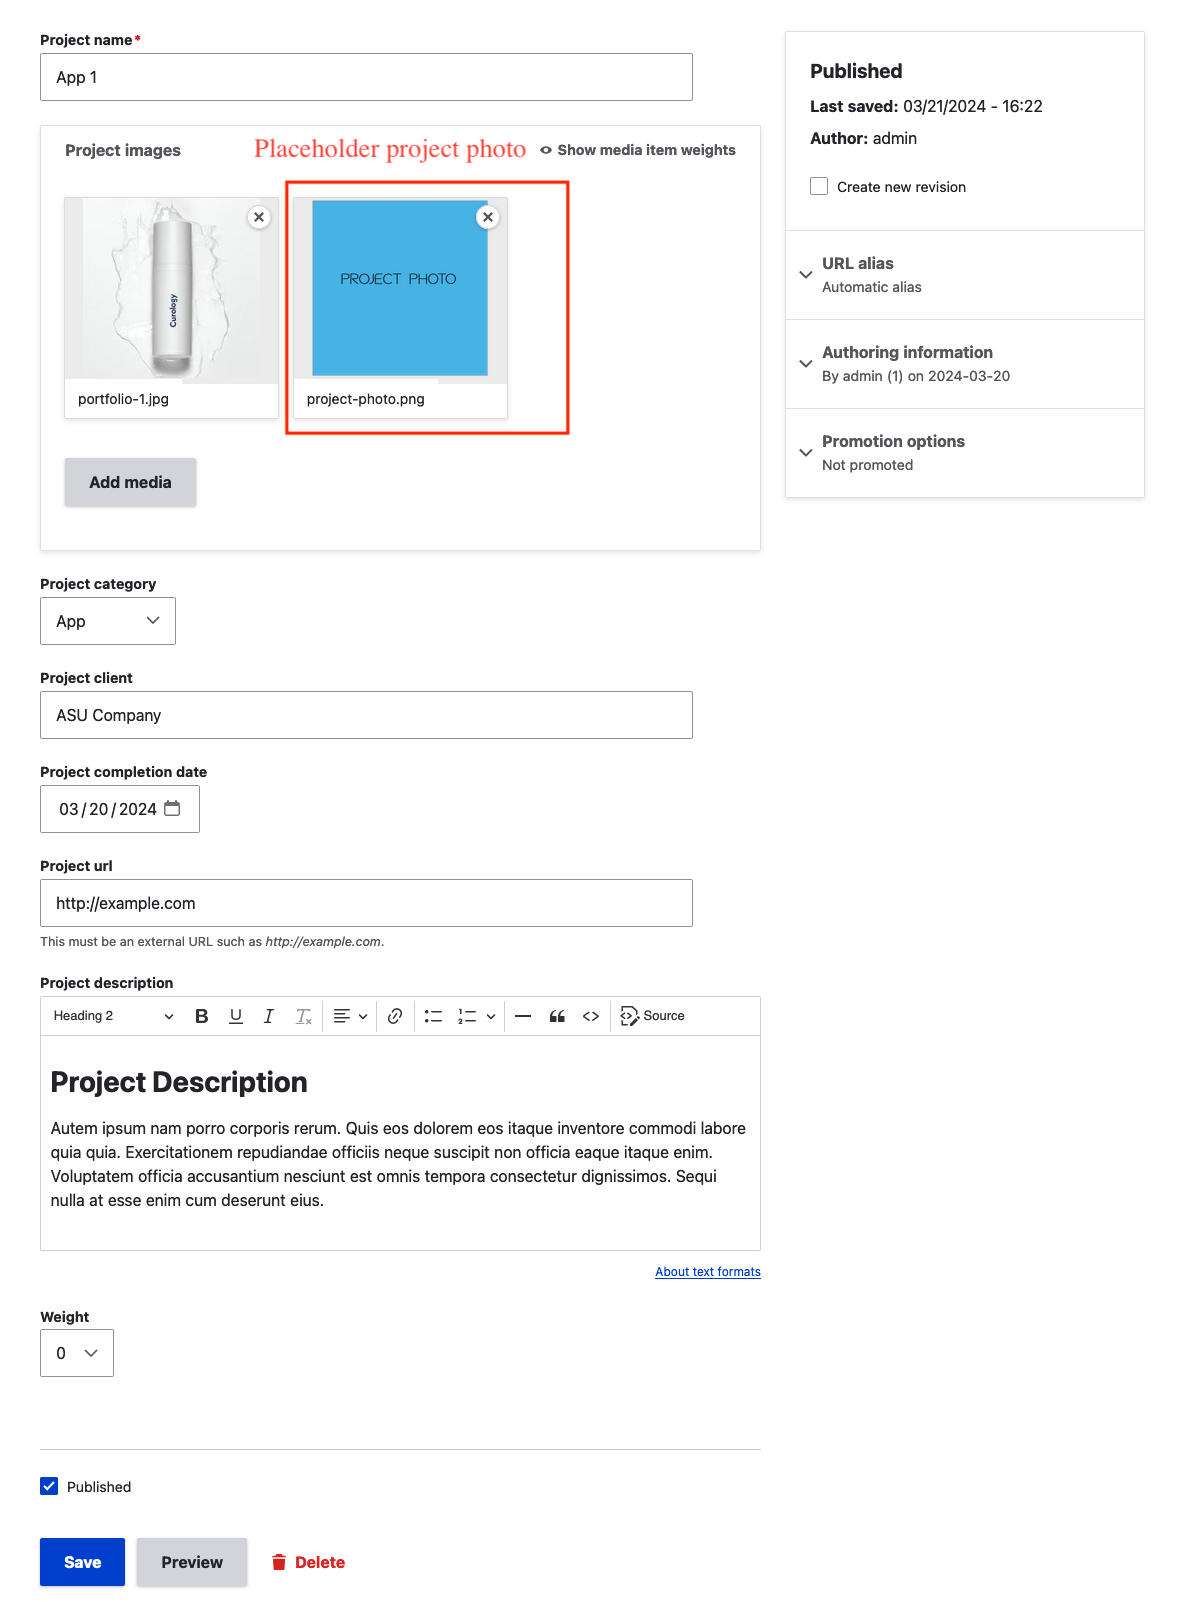 Project name*
App 1
Project images
Placeholder project photo
Show media item weights
Curology
PROJECT PHOTO
portfolio-1.jpg
project-photo.png
Add media
Project category
App
Project client
ASU Company
Project completion date
03/20/2024
Project url
http://example.com
This must be an external URL such as http://example.com.
Project description
Heading 2
B U I Tx
Source
Project Description
Autem ipsum nam porro corporis rerum. Quis eos dolorem eos itaque inventore commodi labore
quia quia. Exercitationem repudiandae officiis neque suscipit non officia eaque itaque enim.
Voluptatem officia accusantium nesciunt est omnis tempora consectetur dignissimos. Sequi
nulla at esse enim cum deserunt eius.
About text formats
Weight
0
Published
Save
Preview
Delete
Published
Last saved: 03/21/2024 - 16:22
Author: admin
Create new revision
URL alias
Automatic alias
Authoring information
By admin (1) on 2024-03-20
Promotion options
Not promoted